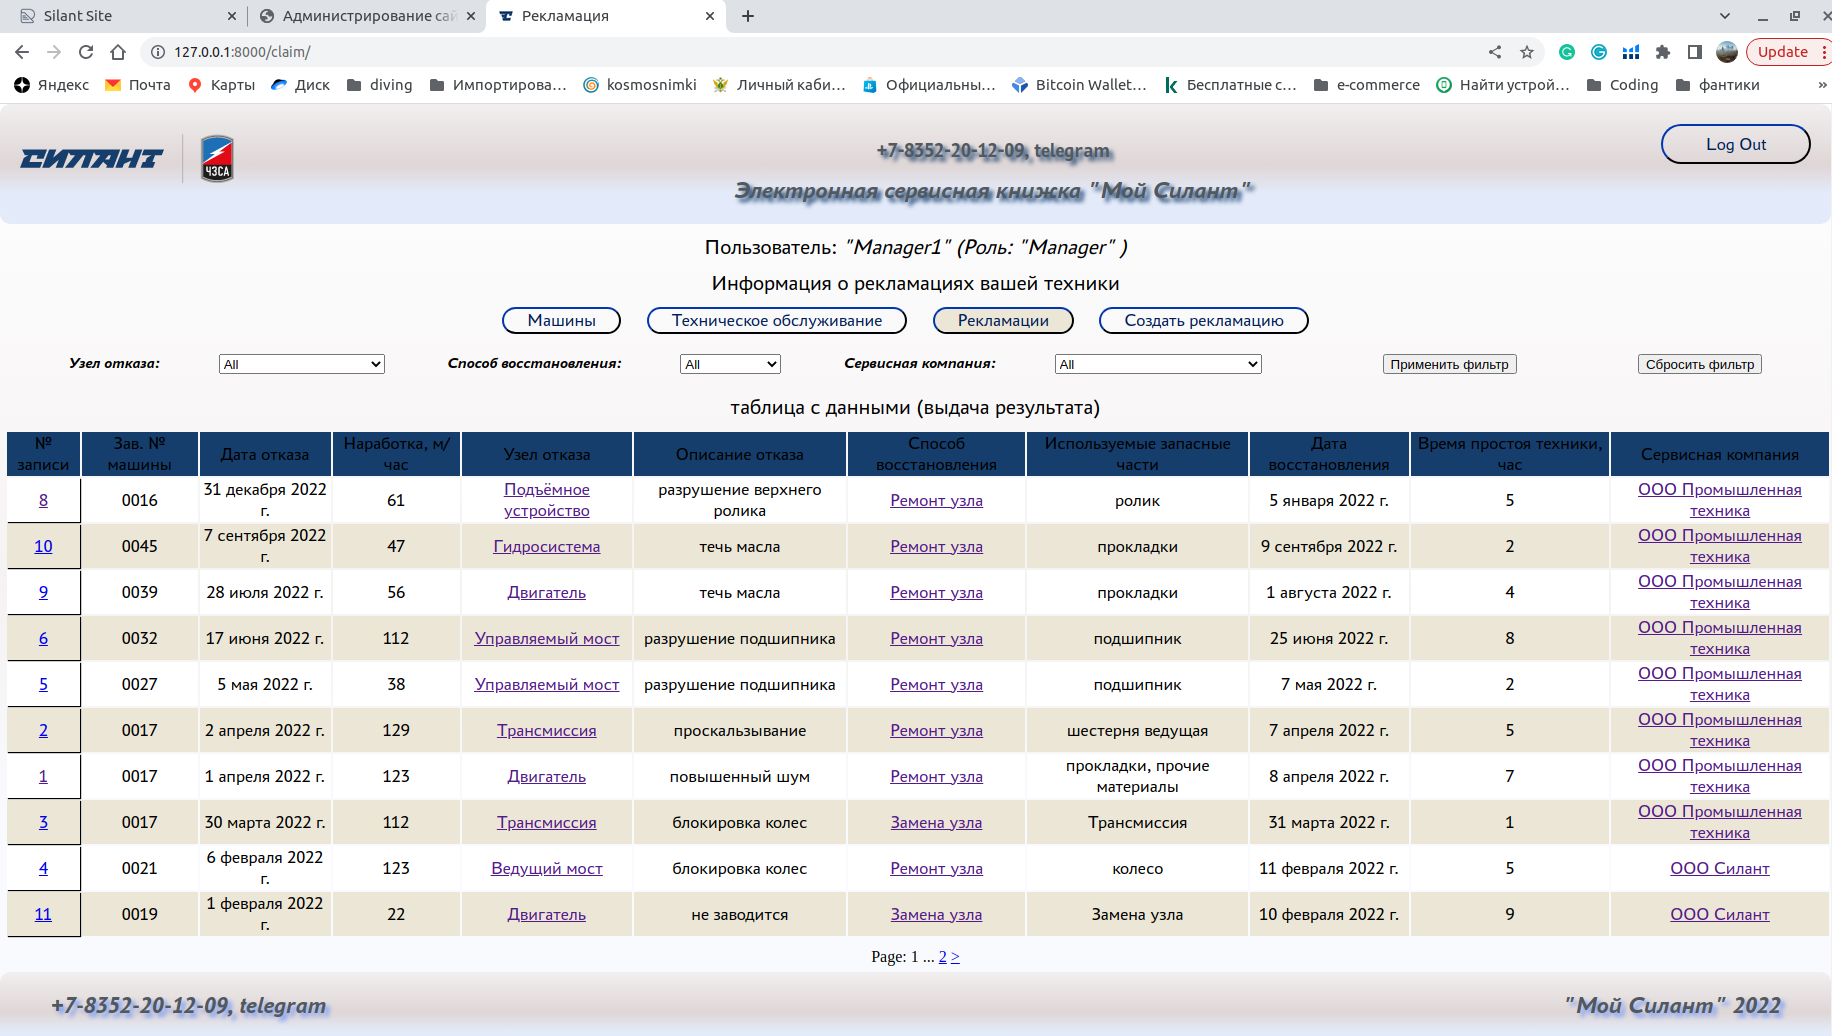 Silant Site
Администрирование сай
Рекламация
127.0.0.1:8000/claim/
Update
Яндекс Почта Карты Диск diving Импортирова... kosmosnimki Личный каби... Официальны... Bitcoin Wallet... Бесплатные с... e-commerce Найти устрой... Coding фантики »
СИЛАНТ ЧЗСА
+7-8352-20-12-09, telegram
Log Out
Электронная сервисная книжка "Мой Силант"
Пользователь: "Manager1" (Роль: "Manager" )
Информация о рекламациях вашей техники
Машины Техническое обслуживание Рекламации Создать рекламацию
Узел отказа: All Способ восстановления: All Сервисная компания: All Применить фильтр Сбросить фильтр
таблица с данными (выдача результата)
№ записи Зав. № машины Дата отказа Наработка, м/час Узел отказа Описание отказа Способ восстановления Используемые запасные части Дата восстановления Время простоя техники, час Сервисная компания
8 0016 31 декабря 2022 г. 61 Подъёмное устройство разрушение верхнего ролика Ремонт узла ролик 5 января 2022 г. 5 ООО Промышленная техника
10 0045 7 сентября 2022 г. 47 Гидросистема течь масла Ремонт узла прокладки 9 сентября 2022 г. 2 ООО Промышленная техника
9 0039 28 июля 2022 г. 56 Двигатель течь масла Ремонт узла прокладки 1 августа 2022 г. 4 ООО Промышленная техника
6 0032 17 июня 2022 г. 112 Управляемый мост разрушение подшипника Ремонт узла подшипник 25 июня 2022 г. 8 ООО Промышленная техника
5 0027 5 мая 2022 г. 38 Управляемый мост разрушение подшипника Ремонт узла подшипник 7 мая 2022 г. 2 ООО Промышленная техника
2 0017 2 апреля 2022 г. 129 Трансмиссия проскальзывание Ремонт узла шестерня ведущая 7 апреля 2022 г. 5 ООО Промышленная техника
1 0017 1 апреля 2022 г. 123 Двигатель повышенный шум Ремонт узла прокладки, прочие материалы 8 апреля 2022 г. 7 ООО Промышленная техника
3 0017 30 марта 2022 г. 112 Трансмиссия блокировка колес Замена узла Трансмиссия 31 марта 2022 г. 1 ООО Промышленная техника
4 0021 6 февраля 2022 г. 123 Ведущий мост блокировка колес Ремонт узла колесо 11 февраля 2022 г. 5 ООО Силант
11 0019 1 февраля 2022 г. 22 Двигатель не заводится Замена узла Замена узла 10 февраля 2022 г. 9 ООО Силант
Page: 1 ... 2 >
+7-8352-20-12-09, telegram
"Мой Силант" 2022